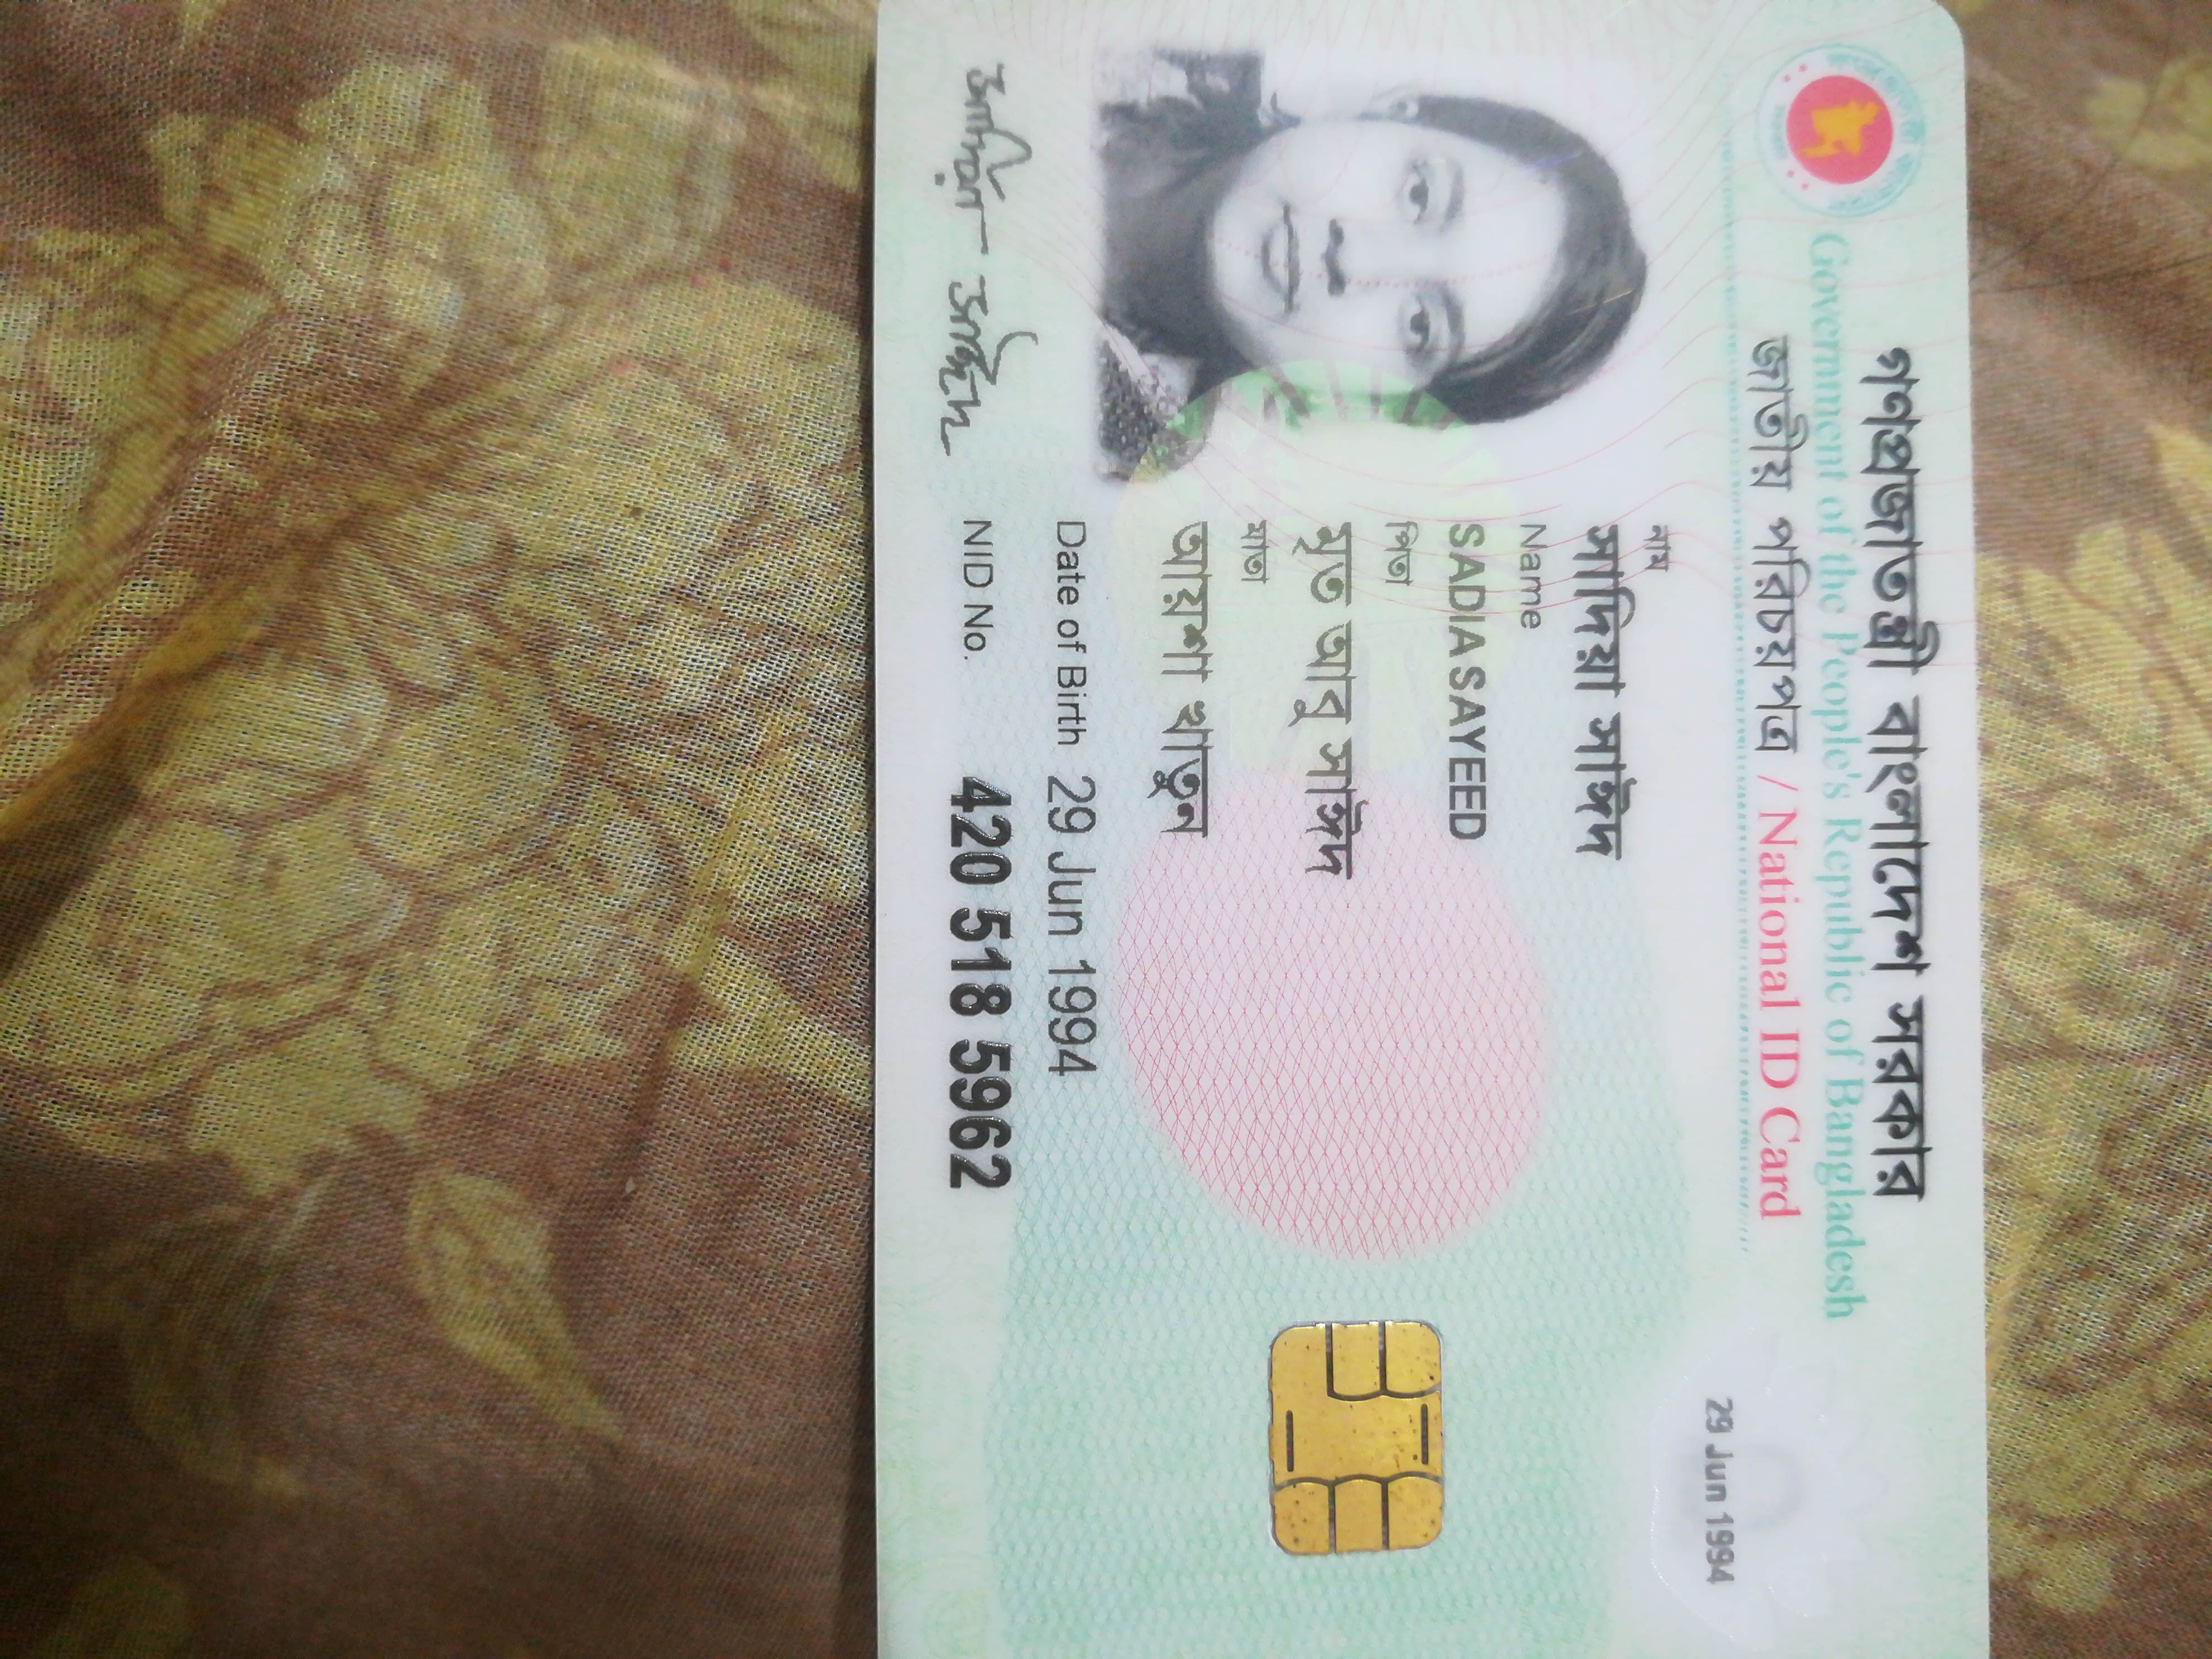 গণপ্রজাতন্ত্রী বাংলাদেশ সরকার
Government of the People's Republic of Bangladesh
জাতীয় পরিচয়পত্র / National ID Card
নাম
সাদিয়া সাঈদ
Name
SADIA SAYEED
পিতা
মৃত আবু সাঈদ
মাতা
আয়শা খাতুন
Date of Birth 29 Jun 1994
NID No. 420 518 5962
29 Jun 1994
সাদিয়া সাঈদ